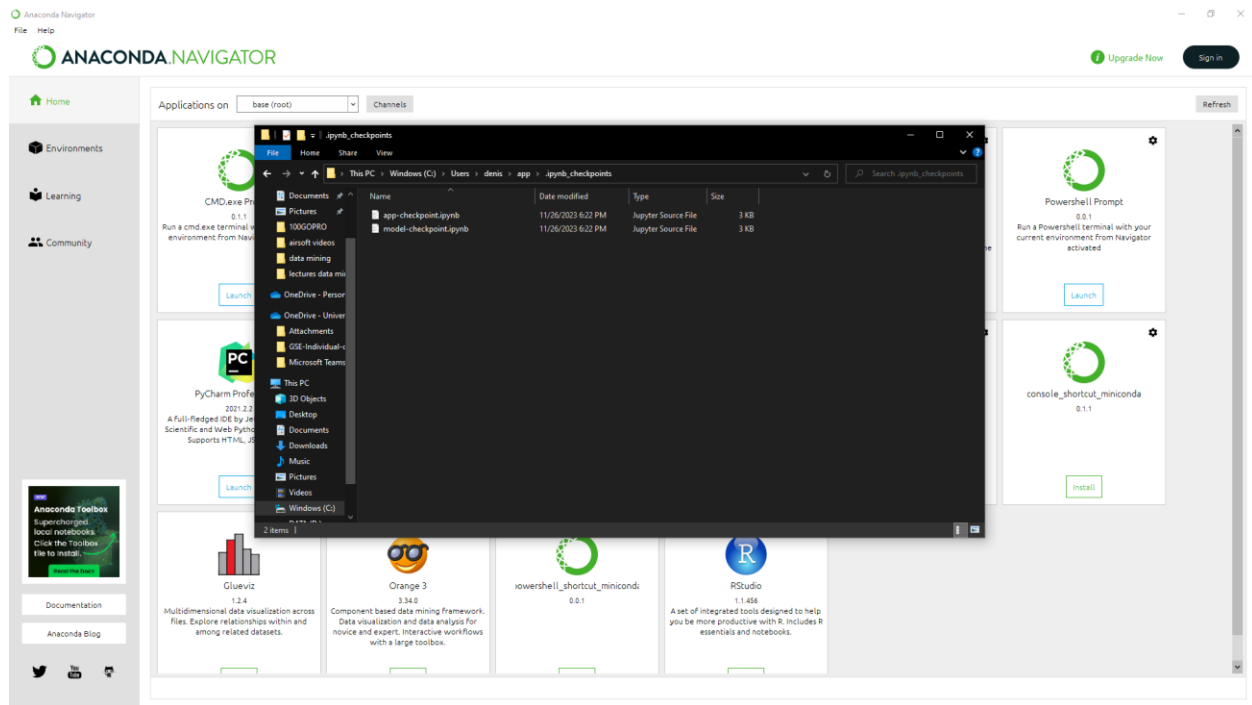 Anaconda Navigator
File Help
ANACONDA.NAVIGATOR
Upgrade Now
Sign in
Home
Environments
Learning
Community
Applications on base (root) Channels
Refresh
CMD.exe
0.1.1
Run a cmd.exe terminal
environment from
Launch
Powershell Prompt
0.0.1
Run a Powershell terminal with your
current environment from Navigator
activated
Launch
PyCharm
2021.2.2
A full-fledged IDE by
Scientific and Web
Supports HTML,
Launch
console_shortcut_miniconda
0.1.1
Install
.ipynb_checkpoints
File Home Share View
This PC > Windows (C:) > Users > denis > app > .ipynb_checkpoints
Search .ipynb_checkpoints
Name Date modified Type Size
app-checkpoint.ipynb 11/26/2023 6:22 PM Jupyter Source File 3 KB
model-checkpoint.ipynb 11/26/2023 6:22 PM Jupyter Source File 3 KB
Documents
Pictures
100GOPRO
airsoft videos
data mining
lectures data
OneDrive -
OneDrive -
Attachments
GSE-Individual-
Microsoft Teams
This PC
3D Objects
Desktop
Documents
Downloads
Music
Pictures
Videos
Windows (C:)
2 items
Glueviz
1.2.4
Multidimensional data visualization across
files. Explore relationships within and
among related datasets.
Orange 3
3.34.0
Component based data mining framework.
Data visualization and data analysis for
novice and expert. Interactive workflows
with a large toolbox.
0.0.1
RStudio
1.1.456
A set of integrated tools designed to help
you be more productive with R. Includes R
essentials and notebooks.
Anaconda Toolbox
Supercharged
local notebooks.
Click the Toolbox
tile to install.
Read the Docs
Documentation
Anaconda Blog